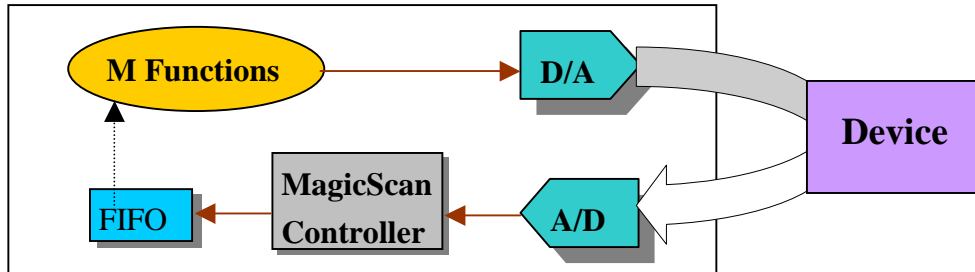 M Functions
D/A
Device
FIFO
MagicScan
Controller
A/D